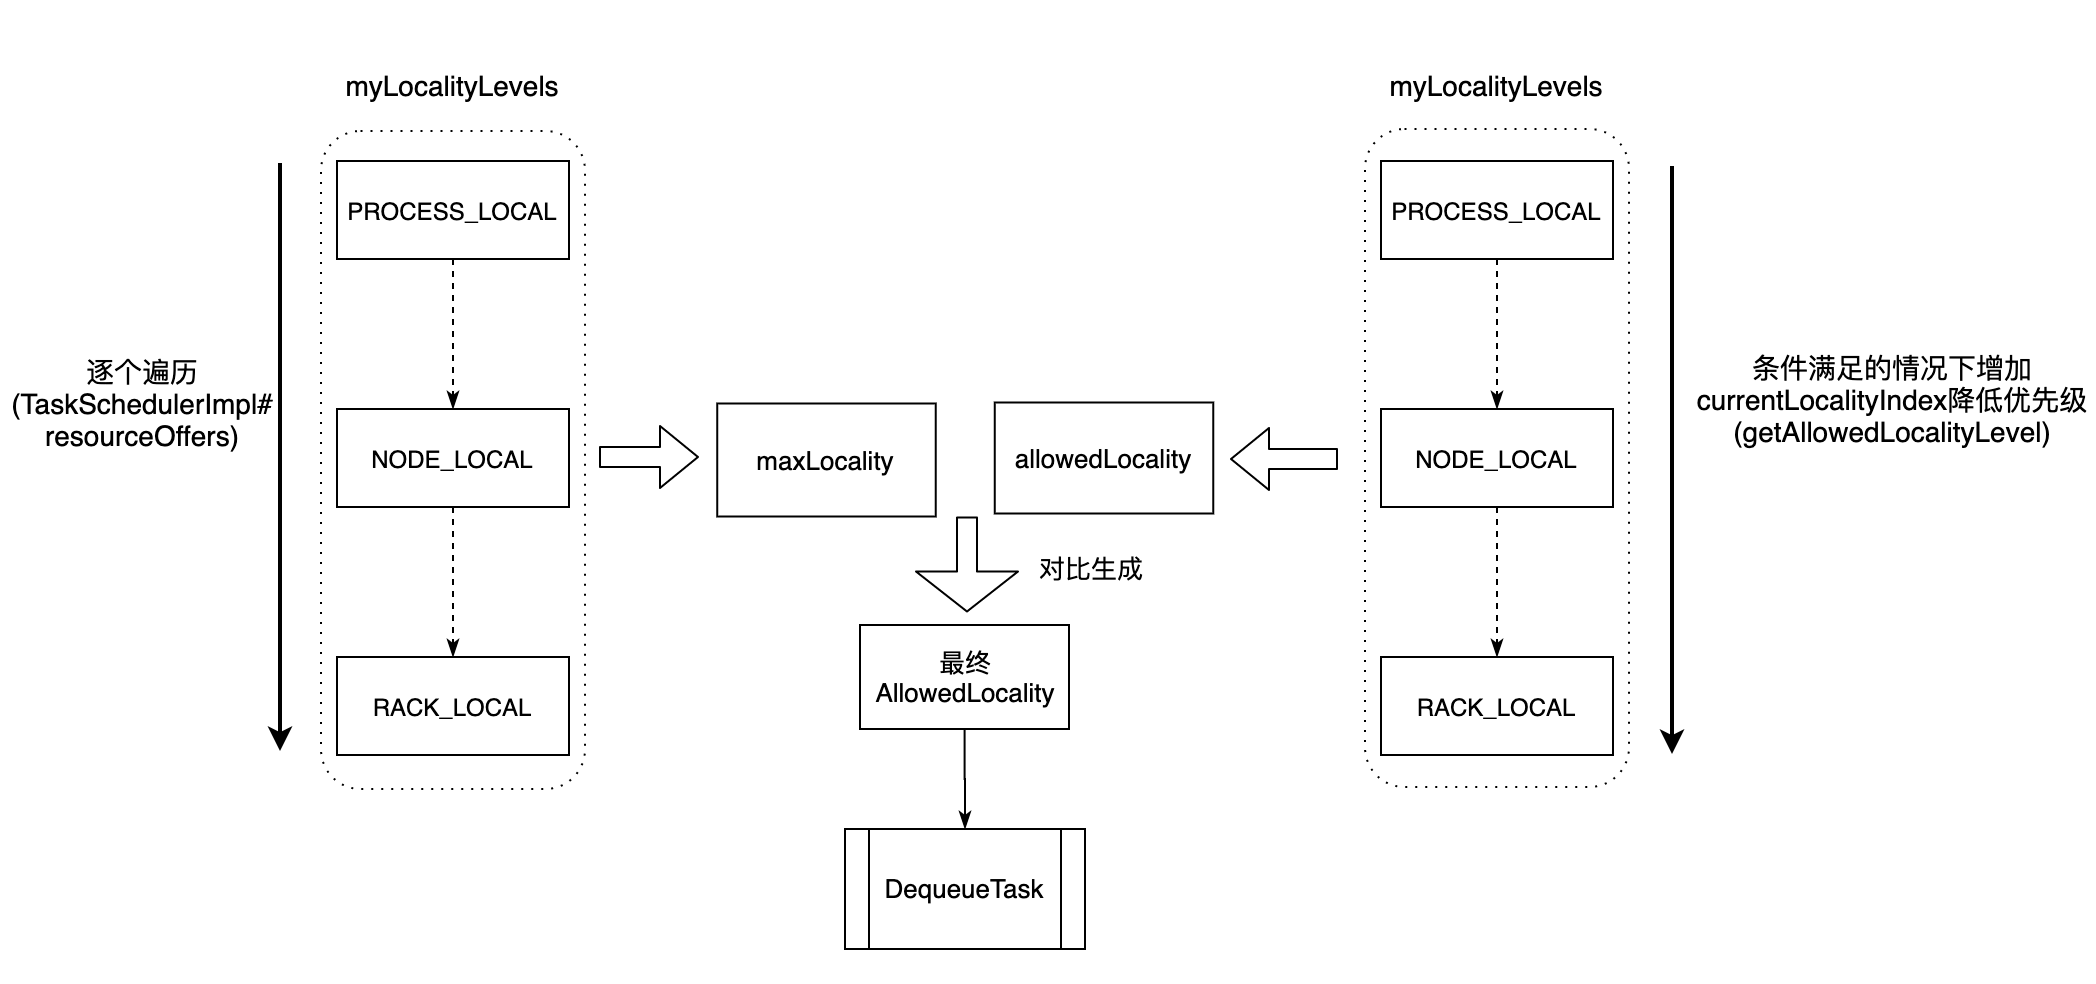 myLocalityLevels
PROCESS_LOCAL
NODE_LOCAL
RACK_LOCAL
逐个遍历
(TaskSchedulerImpl#
resourceOffers)
maxLocality
allowedLocality
对比生成
最终
AllowedLocality
DequeueTask
myLocalityLevels
PROCESS_LOCAL
NODE_LOCAL
RACK_LOCAL
条件满足的情况下增加
currentLocalityIndex降低优先级
(getAllowedLocalityLevel)